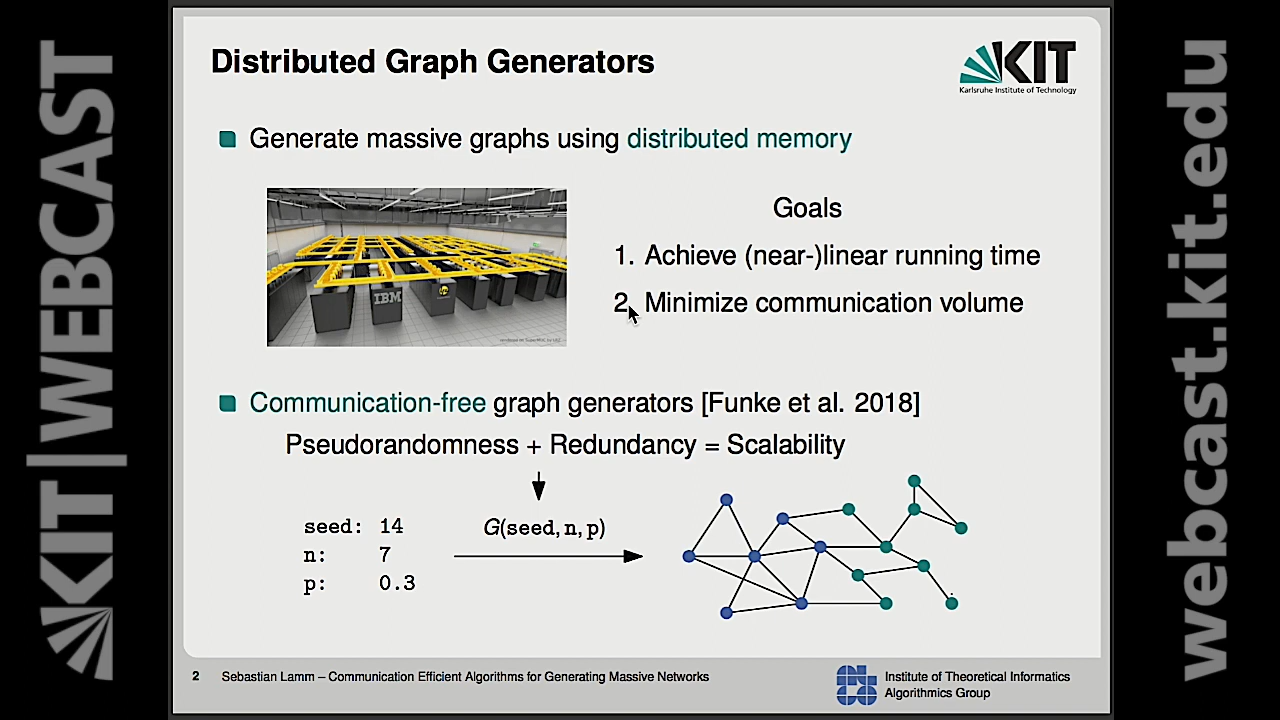 Distributed Graph Generators
KIT
Karlsruhe Institute of Technology
Generate massive graphs using distributed memory
IBM
Goals
1. Achieve (near-)linear running time
2. Minimize communication volume
Communication-free graph generators [Funke et al. 2018]
Pseudorandomness + Redundancy = Scalability
seed: 14
n: 7
p: 0.3
G(seed, n, p)
2 Sebastian Lamm – Communication Efficient Algorithms for Generating Massive Networks
Institute of Theoretical Informatics
Algorithmics Group
KIT | WEBCAST
webcast.kit.edu